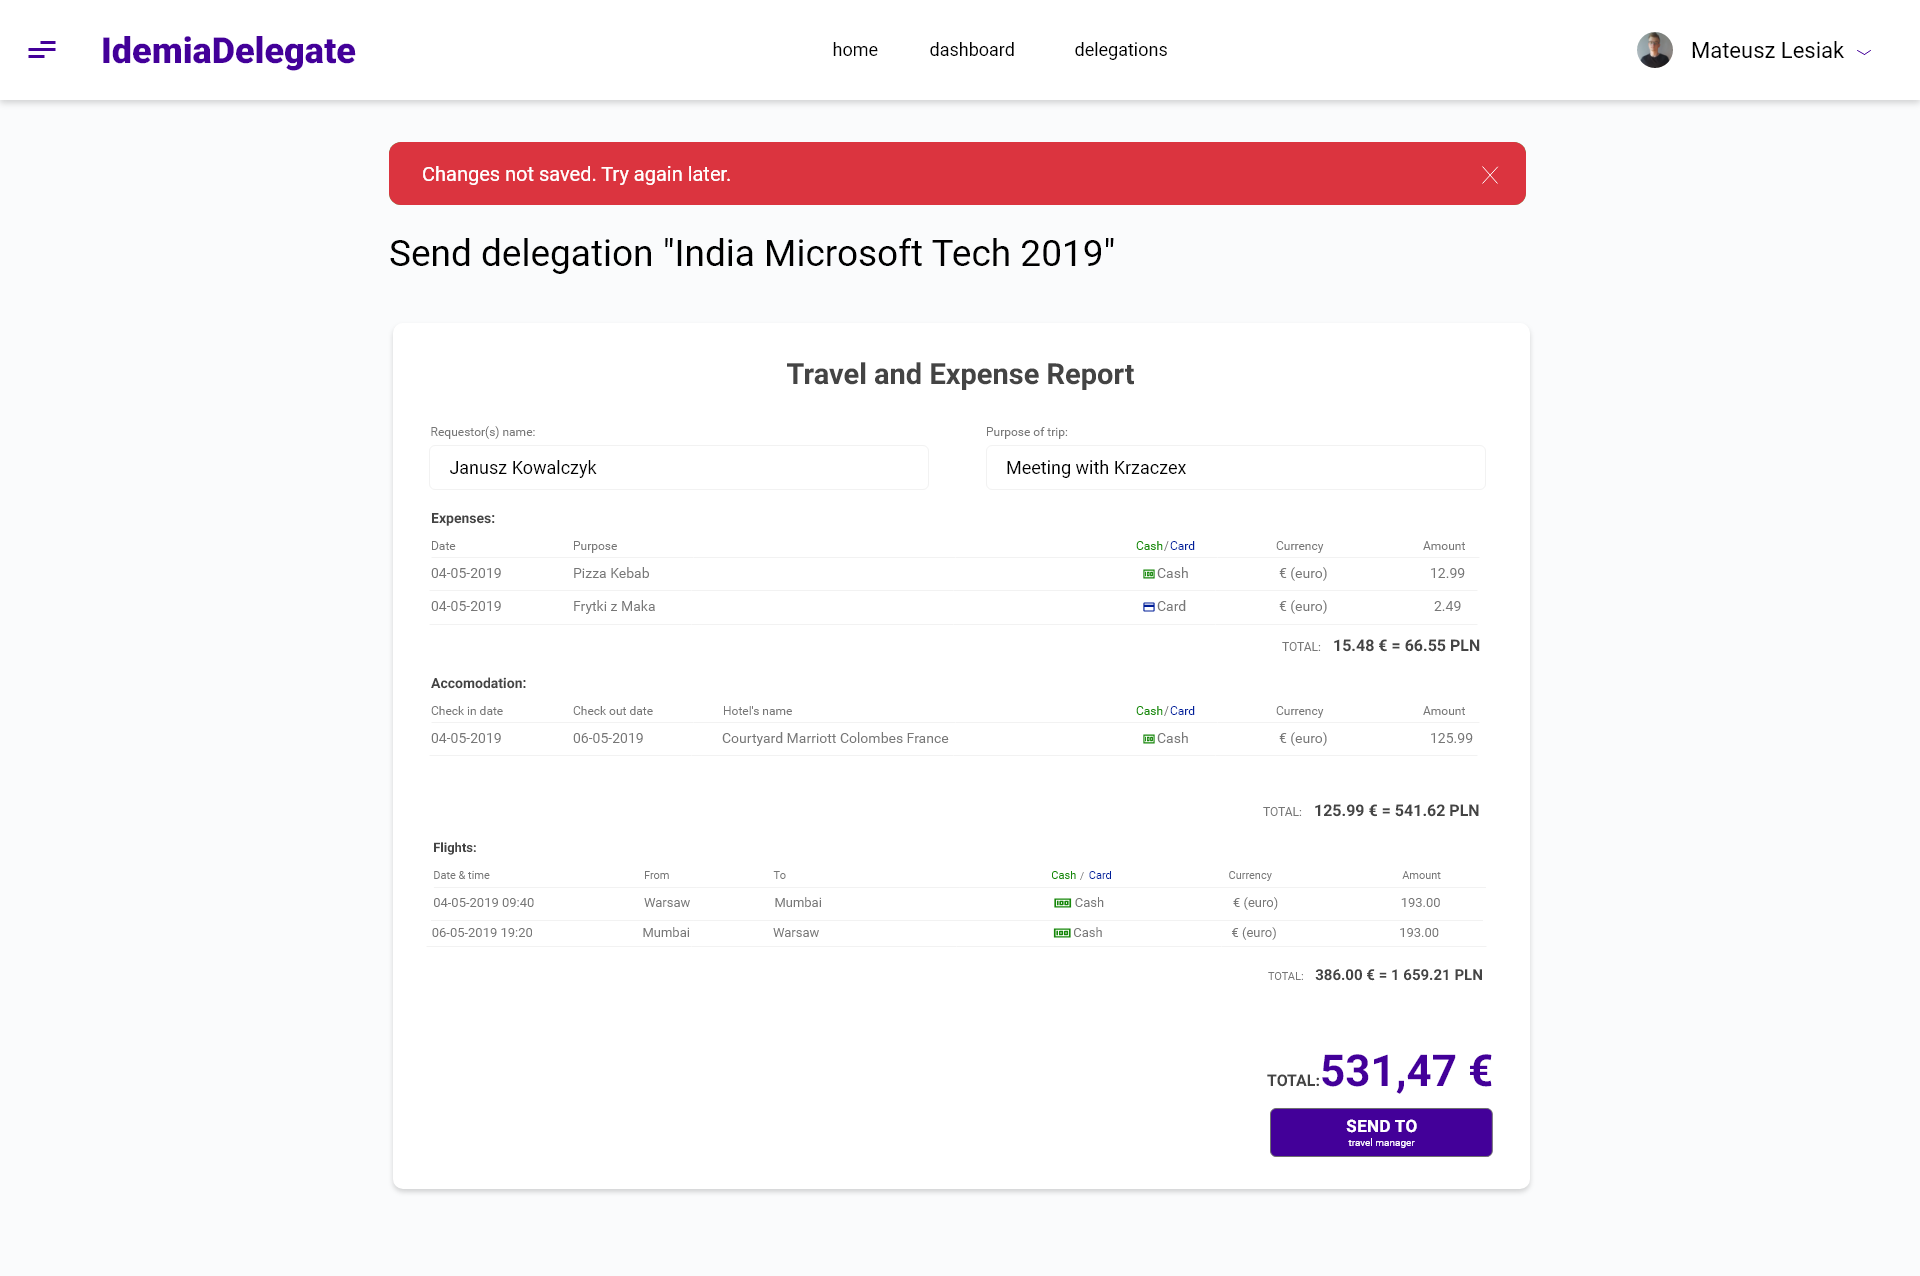 IdemiaDelegate
home dashboard delegations
Mateusz Lesiak
Changes not saved. Try again later.
Send delegation "India Microsoft Tech 2019"
Travel and Expense Report
Requestor(s) name: Purpose of trip:
Janusz Kowalczyk Meeting with Krzaczex
Expenses:
Date Purpose Cash/Card Currency Amount
04-05-2019 Pizza Kebab Cash € (euro) 12.99
04-05-2019 Frytki z Maka Card € (euro) 2.49
TOTAL: 15.48 € = 66.55 PLN
Accomodation:
Check in date Check out date Hotel's name Cash/Card Currency Amount
04-05-2019 06-05-2019 Courtyard Marriott Colombes France Cash € (euro) 125.99
TOTAL: 125.99 € = 541.62 PLN
Flights:
Date & time From To Cash / Card Currency Amount
04-05-2019 09:40 Warsaw Mumbai Cash € (euro) 193.00
06-05-2019 19:20 Mumbai Warsaw Cash € (euro) 193.00
TOTAL: 386.00 € = 1 659.21 PLN
TOTAL: 531,47 €
SEND TO
travel manager